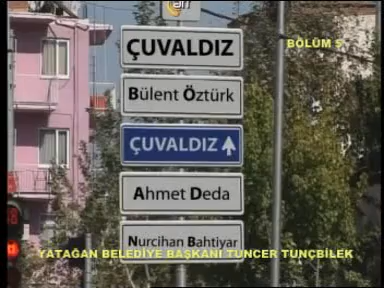 ÇUVALDIZ
BÖLÜM 5
Bülent Öztürk
ÇUVALDIZ
Ahmet Deda
Nurcihan Bahtiyar
YATAĞAN BELEDİYE BAŞKANI TUNCER TUNÇBİLEK